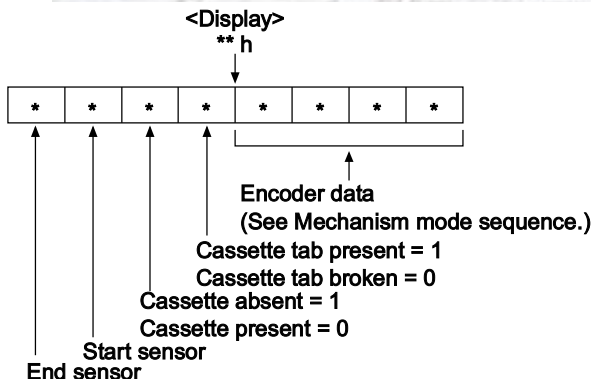 <Display>
** h
* * * * * * * *
Encoder data
(See Mechanism mode sequence.)
Cassette tab present = 1
Cassette tab broken = 0
Cassette absent = 1
Cassette present = 0
Start sensor
End sensor